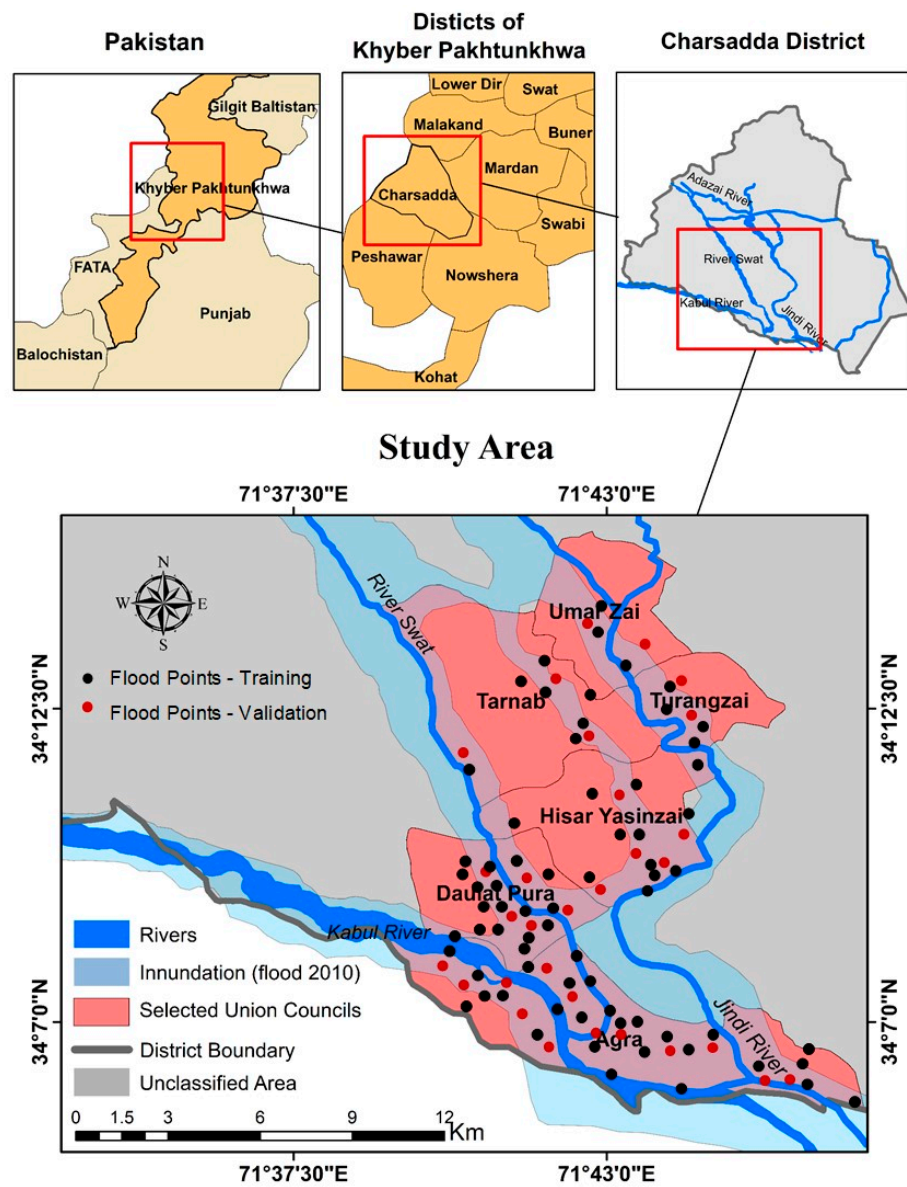 Pakistan
Disticts of
Khyber Pakhtunkhwa
Charsadda District
Gilgit Baltistan
Khyber Pakhtunkhwa
FATA
Punjab
Balochistan
Lower Dir
Swat
Malakand
Buner
Mardan
Charsadda
Swabi
Peshawar
Nowshera
Kohat
Adazai River
River Swat
Kabul River
Jindi River
Study Area
71°37'30"E
71°43'0"E
34°12'30"N
34°12'30"N
34°7'0"N
34°7'0"N
N
W
E
S
Flood Points - Training
Flood Points - Validation
River Swat
Umar Zai
Tarnab
Turangzai
Hisar Yasinzai
Daulat Pura
Kabul River
Agra
Jindi River
Rivers
Innundation (flood 2010)
Selected Union Councils
District Boundary
Unclassified Area
0 1.5 3 6 9 12
Km
71°37'30"E
71°43'0"E